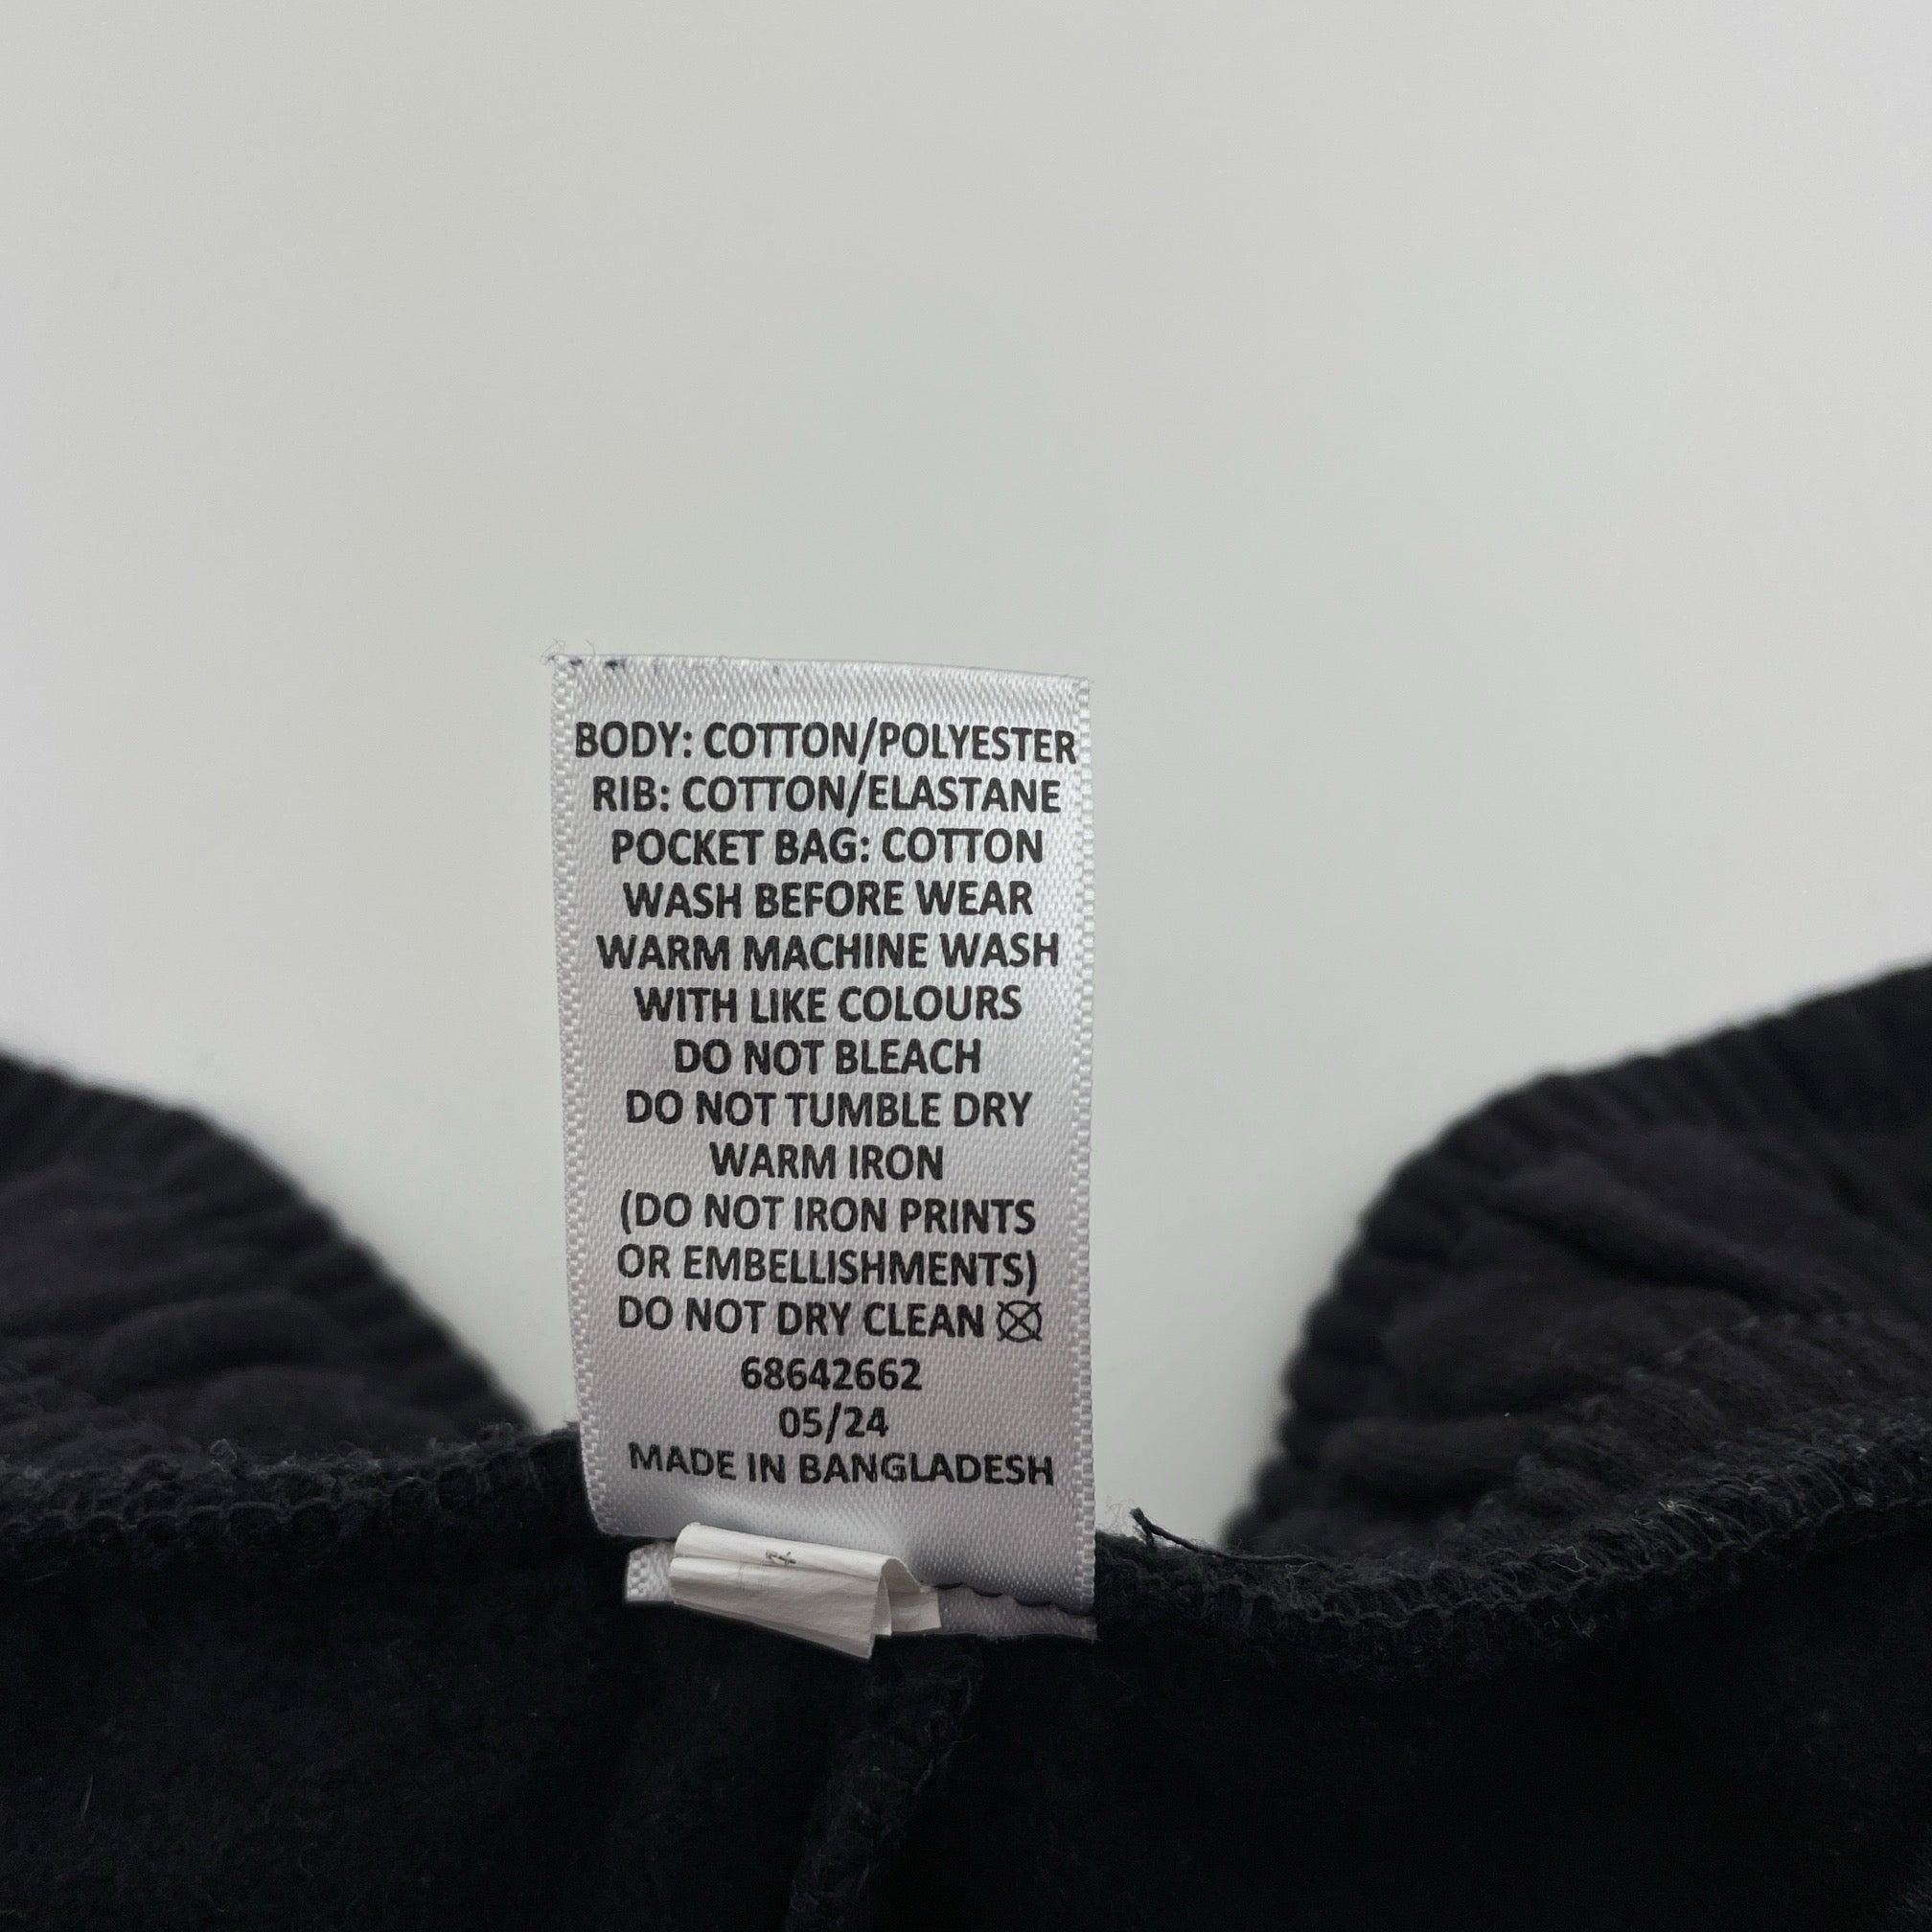 BODY: COTTON/POLYESTER
RIB: COTTON/ELASTANE
POCKET BAG: COTTON
WASH BEFORE WEAR
WARM MACHINE WASH
WITH LIKE COLOURS
DO NOT BLEACH
DO NOT TUMBLE DRY
WARM IRON
(DO NOT IRON PRINTS
OR EMBELLISHMENTS)
DO NOT DRY CLEAN
68642662
05/24
MADE IN BANGLADESH